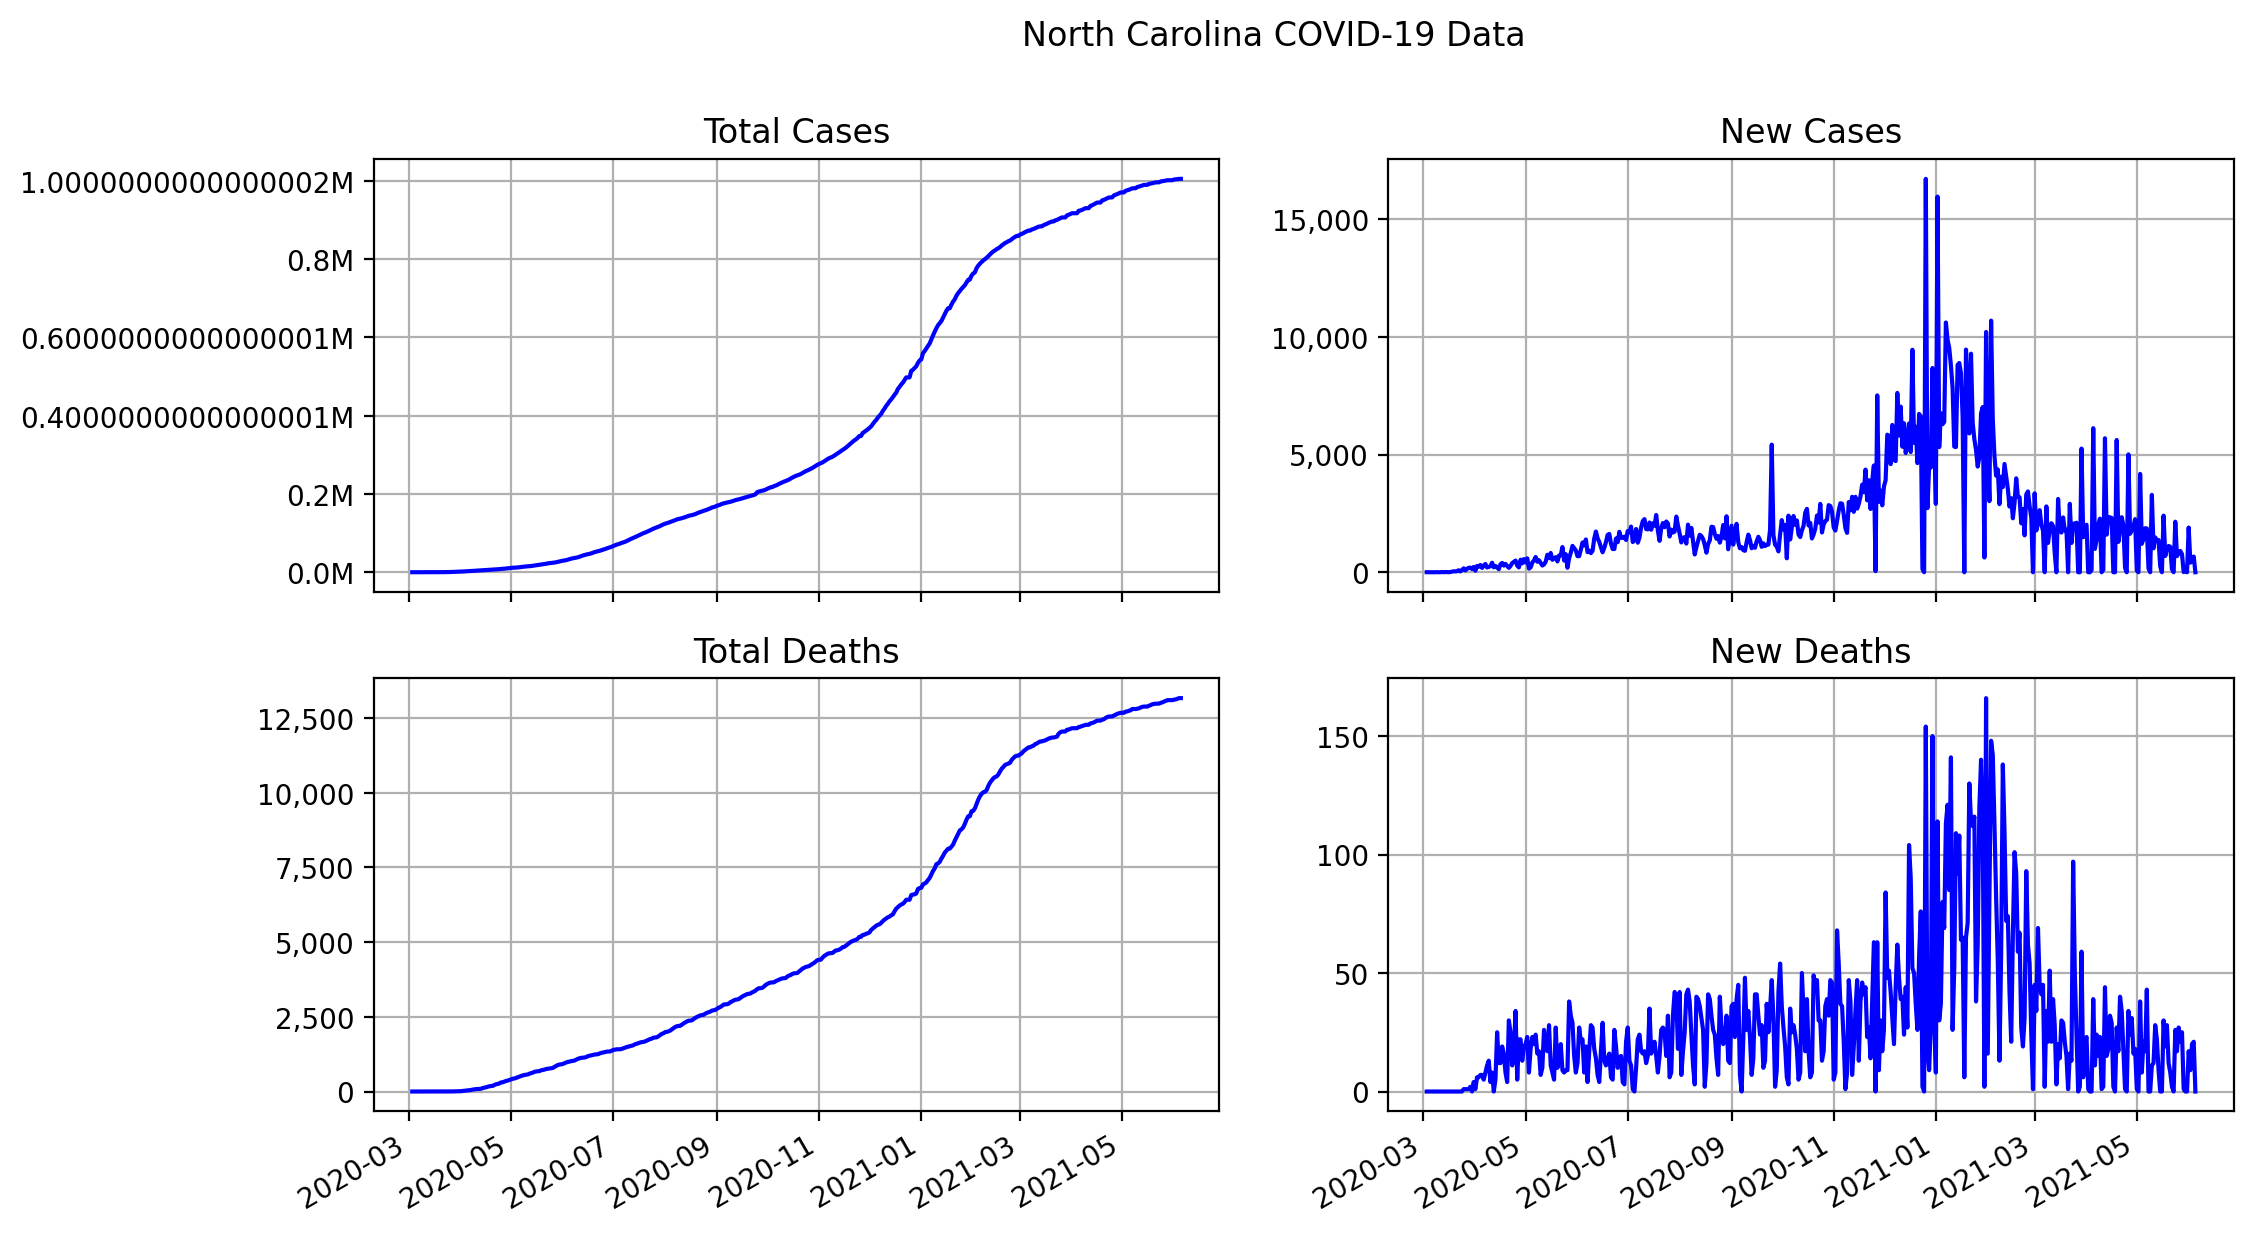 North Carolina COVID-19 Data
Total Cases
1.0000000000000002M
0.8M
0.6000000000000001M
0.4000000000000001M
0.2M
0.0M
New Cases
15,000
10,000
5,000
0
Total Deaths
12,500
10,000
7,500
5,000
2,500
0
2020-03
2020-05
2020-07
2020-09
2020-11
2021-01
2021-03
2021-05
New Deaths
150
100
50
0
2020-03
2020-05
2020-07
2020-09
2020-11
2021-01
2021-03
2021-05